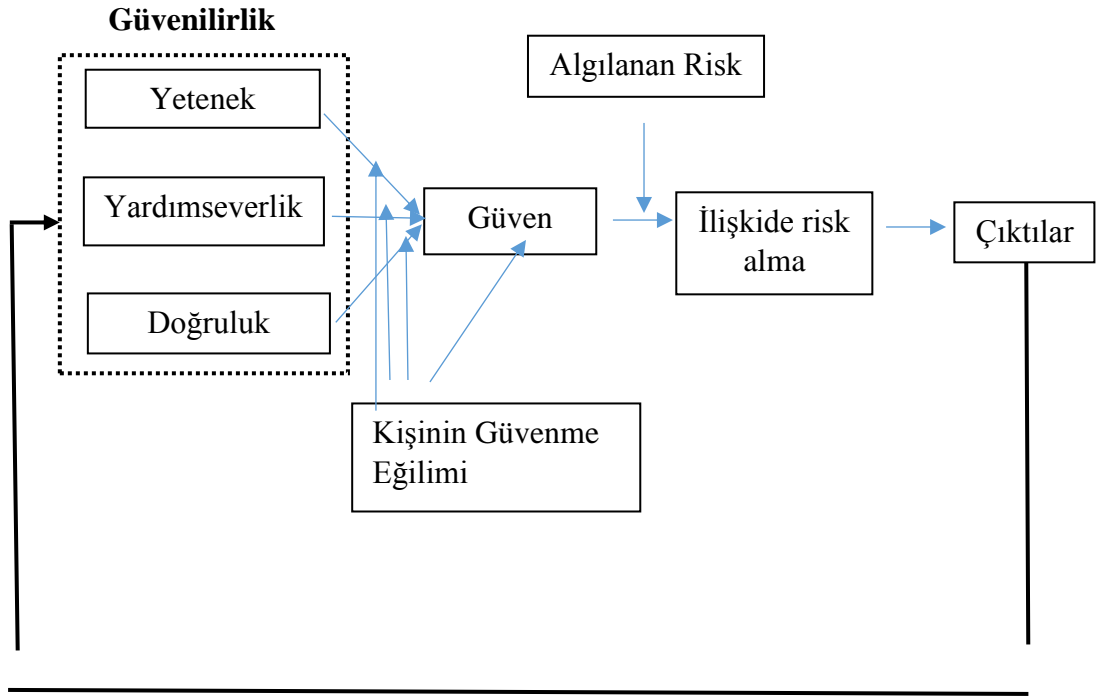 Güvenilirlik
Yetenek
Yardımseverlik
Doğruluk
Güven
Algılanan Risk
İlişkide risk
alma
Çıktılar
Kişinin Güvenme
Eğilimi